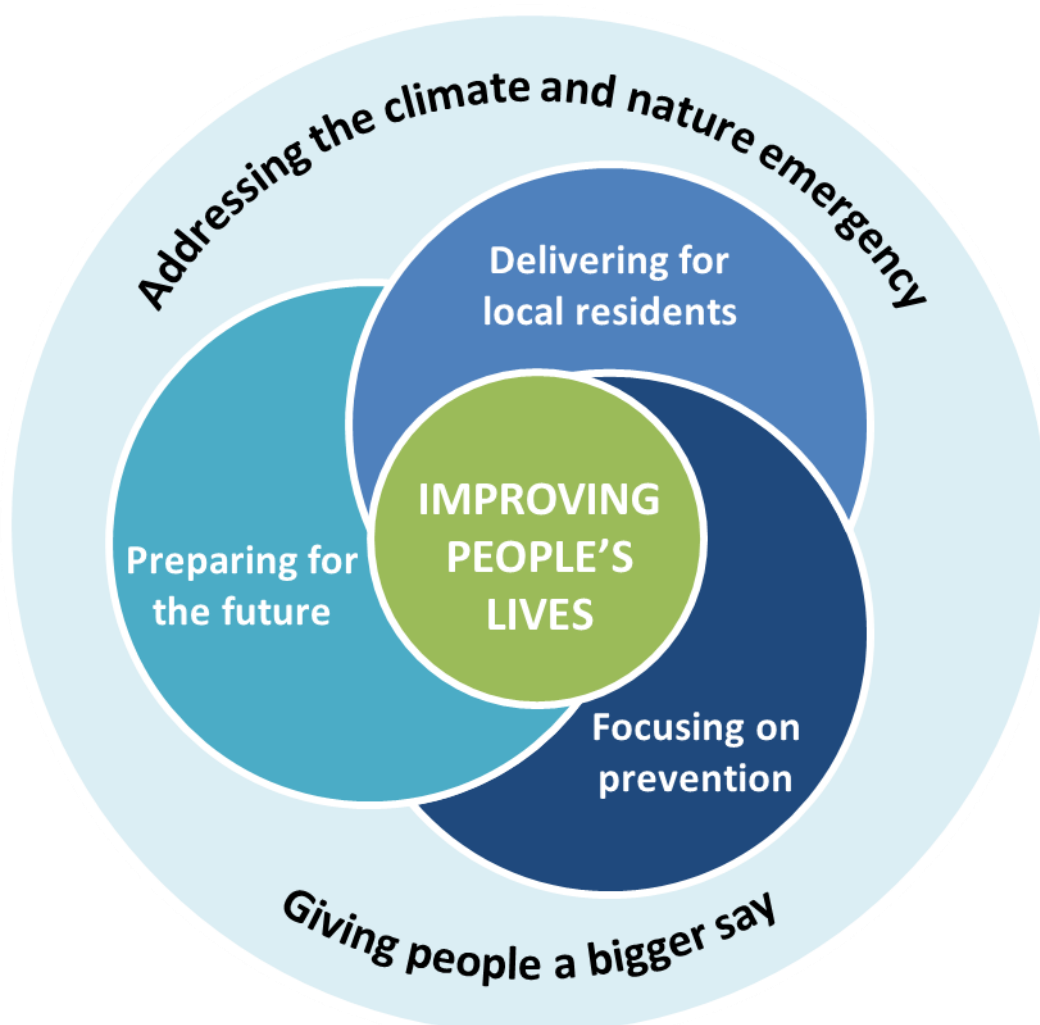 Addressing the climate and nature emergency
Delivering for
local residents
IMPROVING
PEOPLE’S
LIVES
Preparing for
the future
Focusing on
prevention
Giving people a bigger say